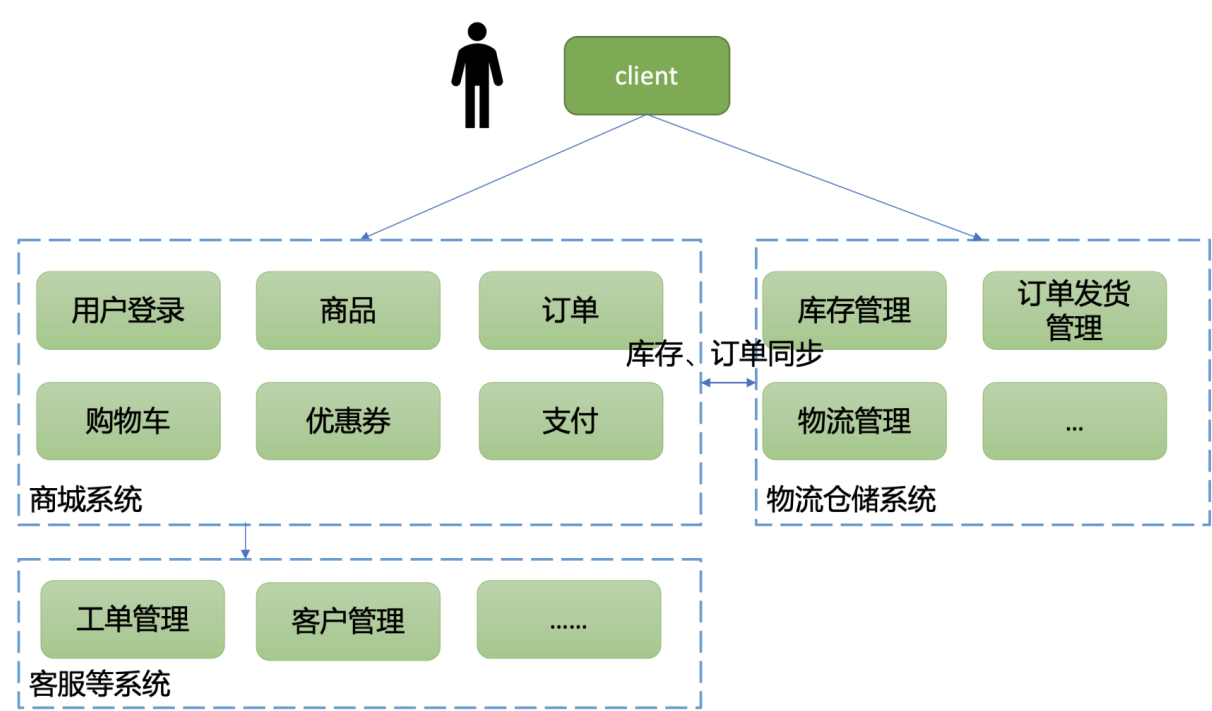 client
用户登录
商品
订单
库存管理
订单发货
管理
库存、订单同步
购物车
优惠券
支付
物流管理
...
商城系统
物流仓储系统
工单管理
客户管理
......
客服等系统